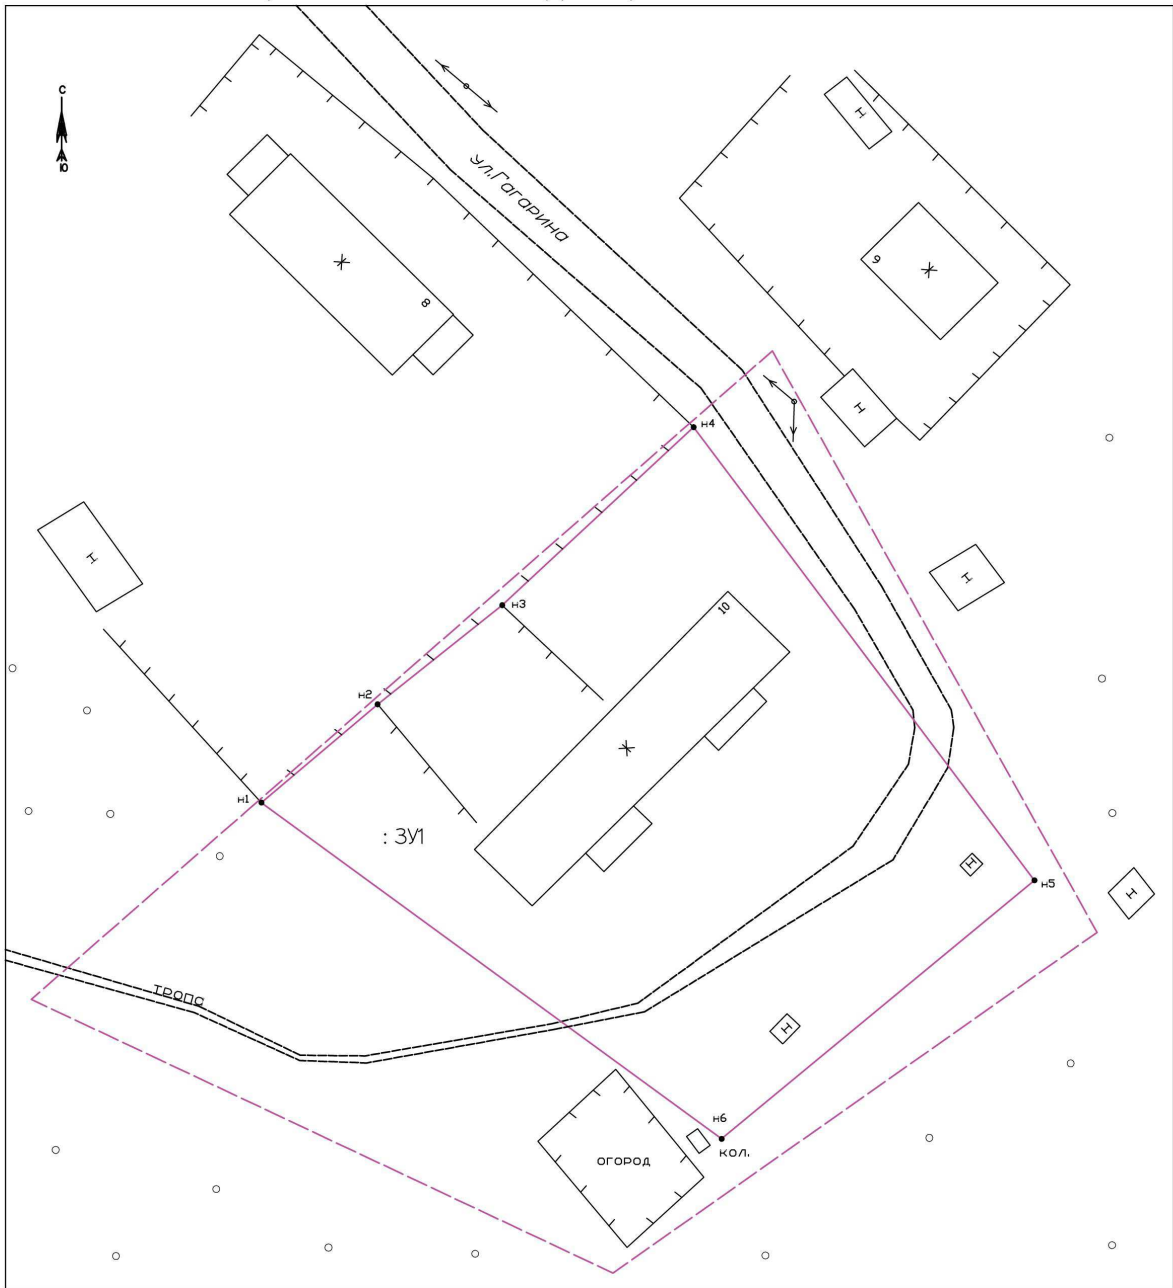 С
Ю
ул.Гагарина
Н
9
Ж
Ж
8
Н
н4
Н
Н
н3
10
н2
Ж
н1
: ЗУ1
Н
н5
Н
тропа
Н
н6
кол.
ОГОРОД